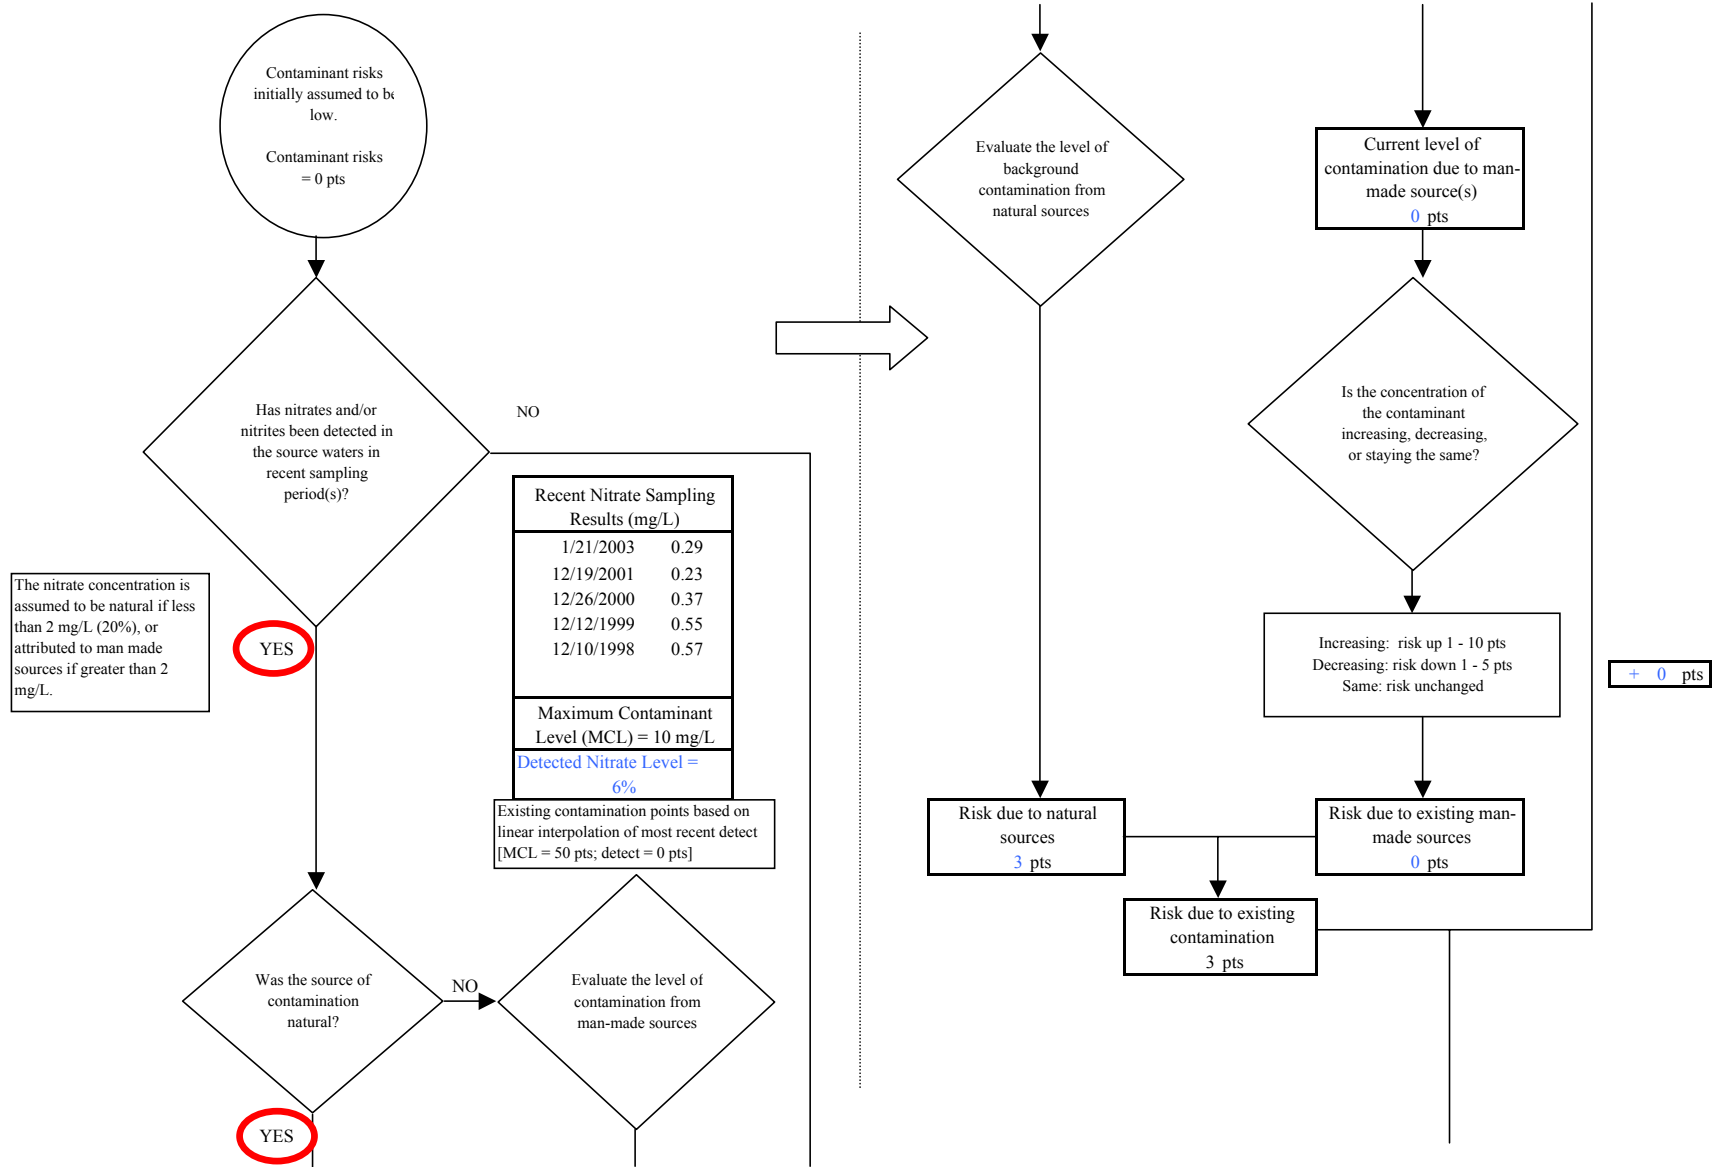 Contaminant risks
initially assumed to be
low.
Contaminant risks
= 0 pts
Has nitrates and/or
nitrites been detected in
the source waters in
recent sampling
period(s)?
NO
The nitrate concentration is
assumed to be natural if less
than 2 mg/L (20%), or
attributed to man made
sources if greater than 2
mg/L.
YES
Recent Nitrate Sampling
Results (mg/L)
1/21/2003 0.29
12/19/2001 0.23
12/26/2000 0.37
12/12/1999 0.55
12/10/1998 0.57
Maximum Contaminant
Level (MCL) = 10 mg/L
Detected Nitrate Level =
6%
Existing contamination points based on
linear interpolation of most recent detect
[MCL = 50 pts; detect = 0 pts]
Was the source of
contamination
natural?
NO
Evaluate the level of
contamination from
man-made sources
YES
Evaluate the level of
background
contamination from
natural sources
Current level of
contamination due to man-
made source(s)
0 pts
Is the concentration of
the contaminant
increasing, decreasing,
or staying the same?
Increasing: risk up 1 - 10 pts
Decreasing: risk down 1 - 5 pts
Same: risk unchanged
+ 0 pts
Risk due to natural
sources
3 pts
Risk due to existing man-
made sources
0 pts
Risk due to existing
contamination
3 pts